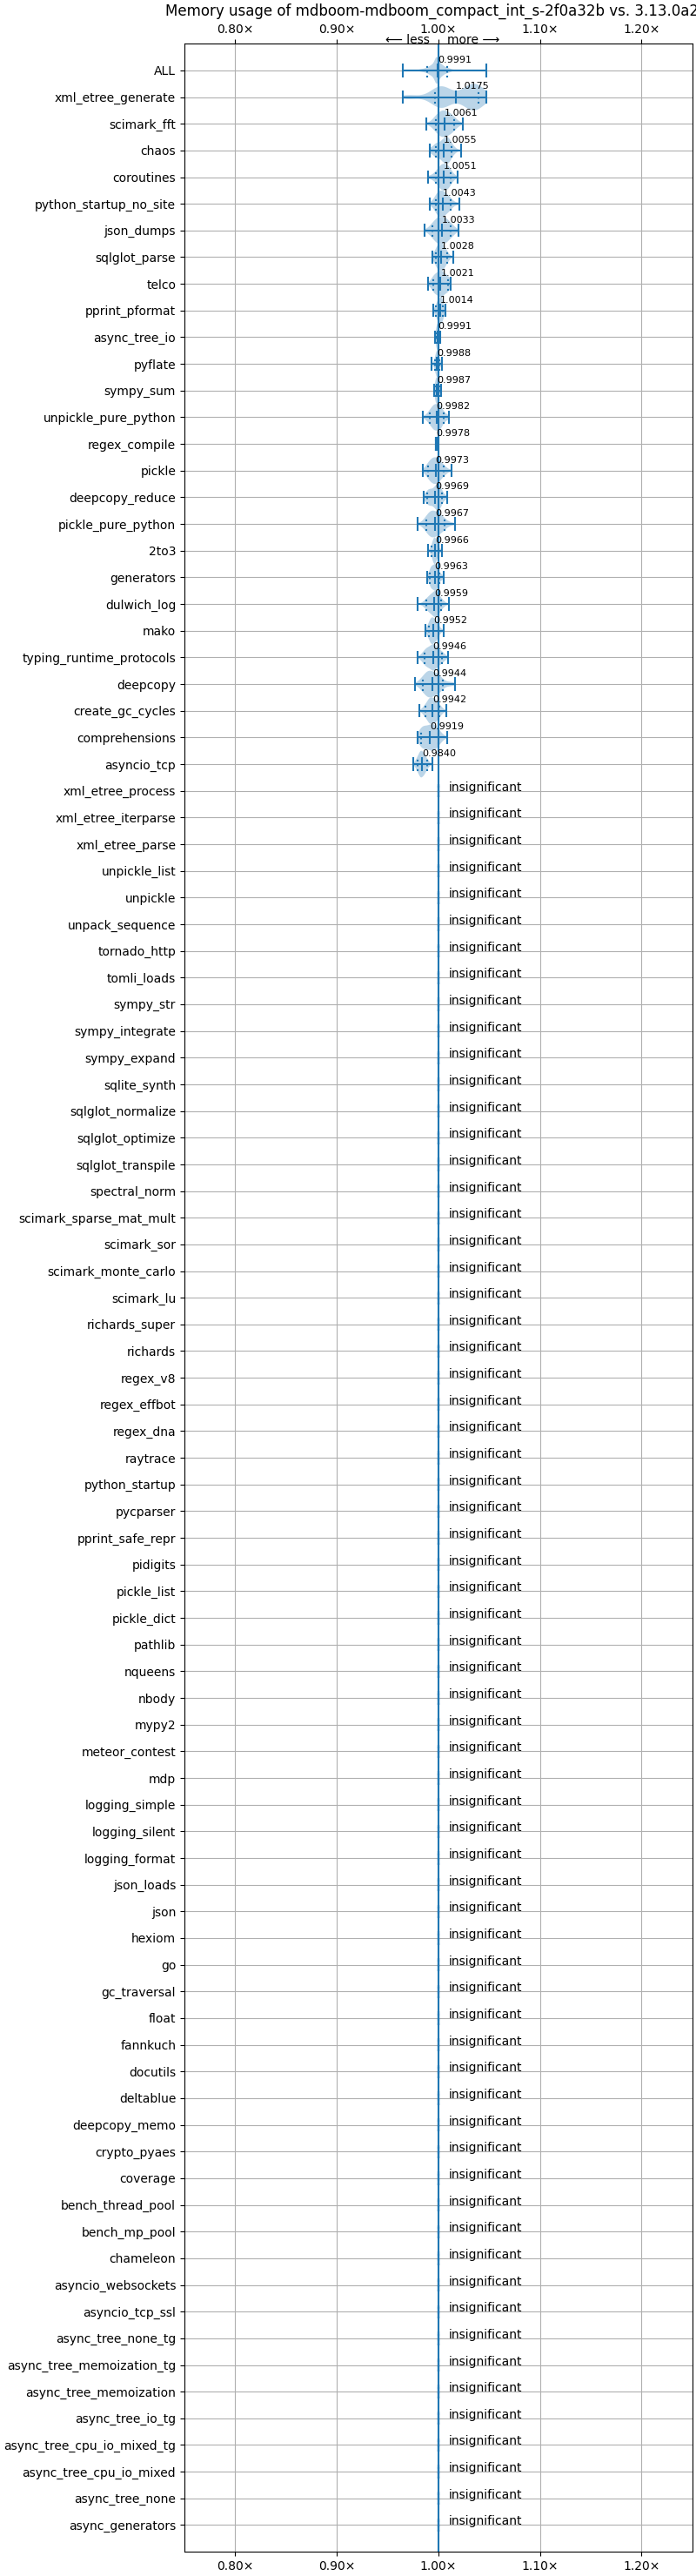 Memory usage of mdboom-mdboom_compact_int_s-2f0a32b vs. 3.13.0a2
0.80× 0.90× 1.00× 1.10× 1.20×
⟵ less more ⟶
ALL 0.9991
xml_etree_generate 1.0175
scimark_fft 1.0061
chaos 1.0055
coroutines 1.0051
python_startup_no_site 1.0043
json_dumps 1.0033
sqlglot_parse 1.0028
telco 1.0021
pprint_pformat 1.0014
async_tree_io 0.9991
pyflate 0.9988
sympy_sum 0.9987
unpickle_pure_python 0.9982
regex_compile 0.9978
pickle 0.9973
deepcopy_reduce 0.9969
pickle_pure_python 0.9967
2to3 0.9966
generators 0.9963
dulwich_log 0.9959
mako 0.9952
typing_runtime_protocols 0.9946
deepcopy 0.9944
create_gc_cycles 0.9942
comprehensions 0.9919
asyncio_tcp 0.9840
xml_etree_process insignificant
xml_etree_iterparse insignificant
xml_etree_parse insignificant
unpickle_list insignificant
unpickle insignificant
unpack_sequence insignificant
tornado_http insignificant
tomli_loads insignificant
sympy_str insignificant
sympy_integrate insignificant
sympy_expand insignificant
sqlite_synth insignificant
sqlglot_normalize insignificant
sqlglot_optimize insignificant
sqlglot_transpile insignificant
spectral_norm insignificant
scimark_sparse_mat_mult insignificant
scimark_sor insignificant
scimark_monte_carlo insignificant
scimark_lu insignificant
richards_super insignificant
richards insignificant
regex_v8 insignificant
regex_effbot insignificant
regex_dna insignificant
raytrace insignificant
python_startup insignificant
pycparser insignificant
pprint_safe_repr insignificant
pidigits insignificant
pickle_list insignificant
pickle_dict insignificant
pathlib insignificant
nqueens insignificant
nbody insignificant
mypy2 insignificant
meteor_contest insignificant
mdp insignificant
logging_simple insignificant
logging_silent insignificant
logging_format insignificant
json_loads insignificant
json insignificant
hexiom insignificant
go insignificant
gc_traversal insignificant
float insignificant
fannkuch insignificant
docutils insignificant
deltablue insignificant
deepcopy_memo insignificant
crypto_pyaes insignificant
coverage insignificant
bench_thread_pool insignificant
bench_mp_pool insignificant
chameleon insignificant
asyncio_websockets insignificant
asyncio_tcp_ssl insignificant
async_tree_none_tg insignificant
async_tree_memoization_tg insignificant
async_tree_memoization insignificant
async_tree_io_tg insignificant
async_tree_cpu_io_mixed_tg insignificant
async_tree_cpu_io_mixed insignificant
async_tree_none insignificant
async_generators insignificant
0.80× 0.90× 1.00× 1.10× 1.20×